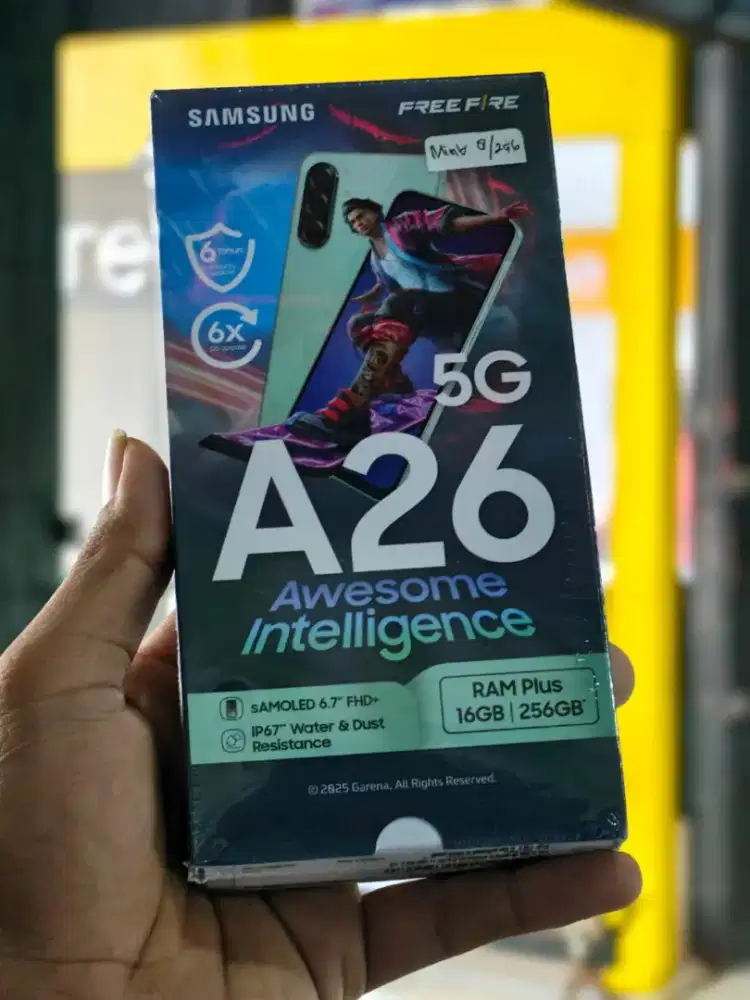 SAMSUNG
FREE FIRE
Mint 8/256
6
TAHUN
6X
5G
A26
Awesome
Intelligence
sAMOLED 6.7" FHD+
IP67* Water & Dust
Resistance
RAM Plus
16GB | 256GB*
© 2025 Garena, All Rights Reserved.
re